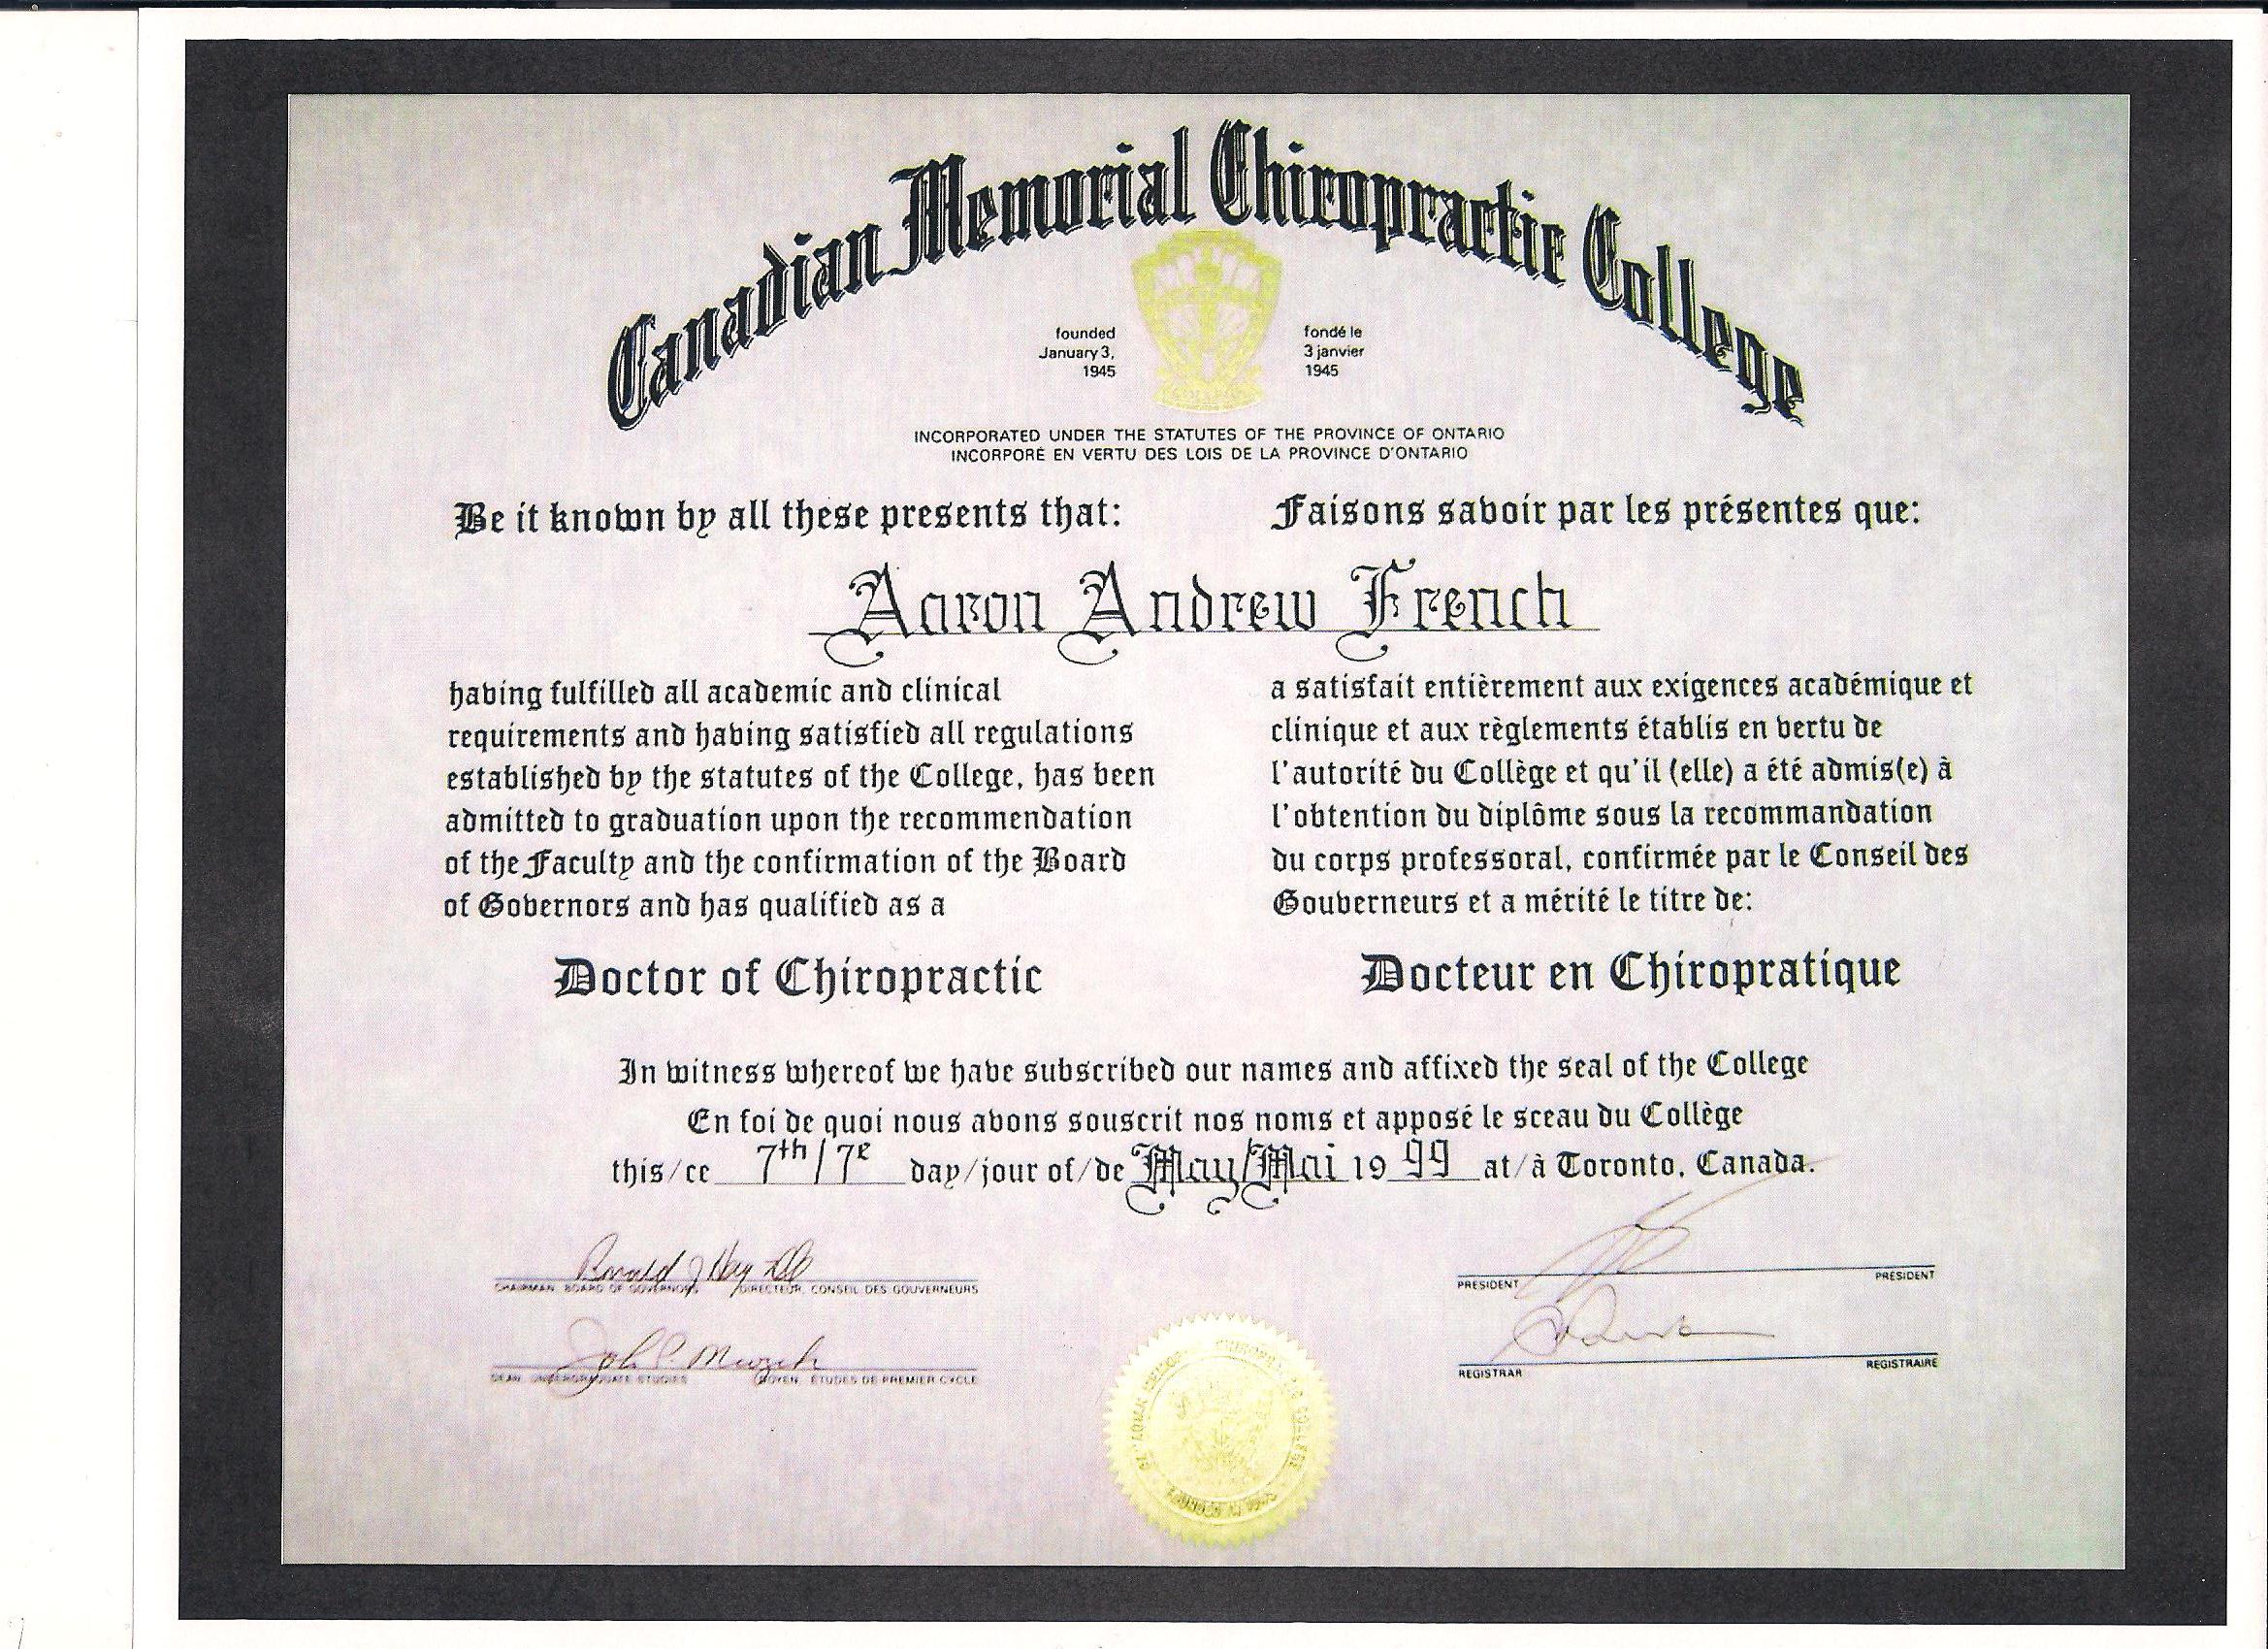 Canadian Memorial Chiropractic College
founded
January 3,
1945
fondé le
3 janvier
1945
INCORPORATED UNDER THE STATUTES OF THE PROVINCE OF ONTARIO
INCORPORÉ EN VERTU DES LOIS DE LA PROVINCE D'ONTARIO
Be it known by all these presents that:
Faisons savoir par les présentes que:
Aaron Andrew French
having fulfilled all academic and clinical
requirements and having satisfied all regulations
established by the statutes of the College, has been
admitted to graduation upon the recommendation
of the Faculty and the confirmation of the Board
of Governors and has qualified as a
Doctor of Chiropractic
a satisfait entièrement aux exigences académique et
clinique et aux règlements établis en vertu de
l'autorité du Collège et qu'il (elle) a été admis(e) à
l'obtention du diplôme sous la recommandation
du corps professoral, confirmée par le Conseil des
Gouverneurs et a mérité le titre de:
Docteur en Chiropratique
In witness whereof we have subscribed our names and affixed the seal of the College
En foi de quoi nous avons souscrit nos noms et apposé le sceau du Collège
this/ce 7th/7e day/jour of/de May/Mai 1999 at/à Toronto, Canada.
CHAIRMAN, BOARD OF GOVERNORS DIRECTEUR, CONSEIL DES GOUVERNEURS
PRESIDENT PRÉSIDENT
DEAN, UNDERGRADUATE STUDIES DOYEN, ÉTUDES DE PREMIER CYCLE
REGISTRAR REGISTRAIRE